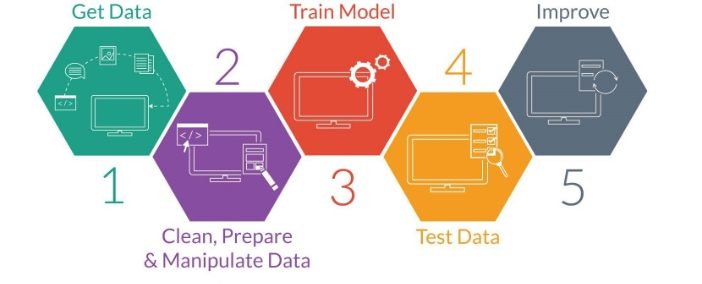 Get Data
1
2
Clean, Prepare
& Manipulate Data
Train Model
3
4
Test Data
Improve
5
</>
</>